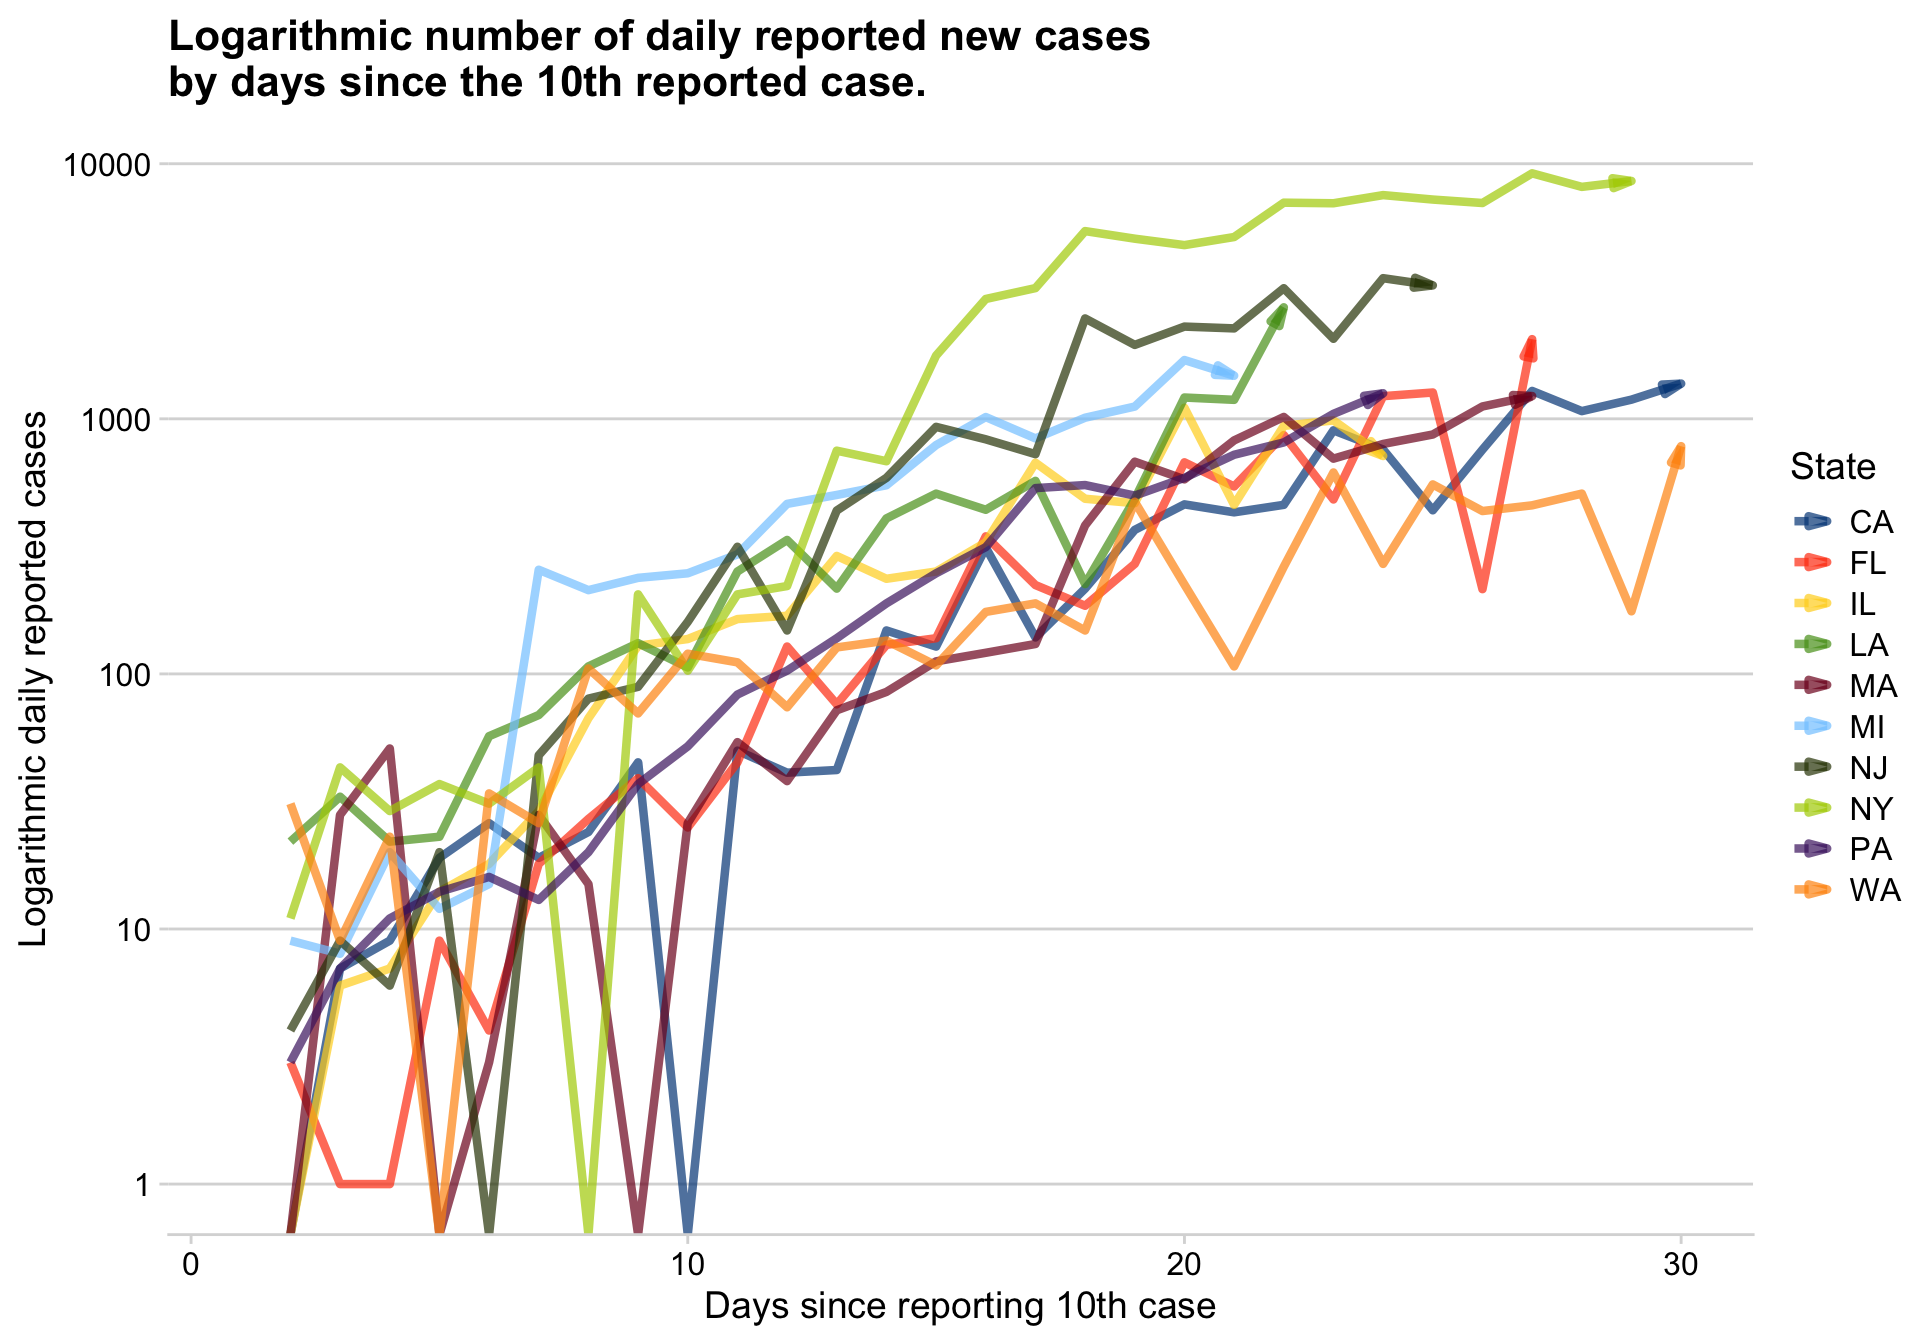 Logarithmic number of daily reported new cases
by days since the 10th reported case.
10000
1000
100
10
1
Logarithmic daily reported cases
0 10 20 30
Days since reporting 10th case
State
CA
FL
IL
LA
MA
MI
NJ
NY
PA
WA